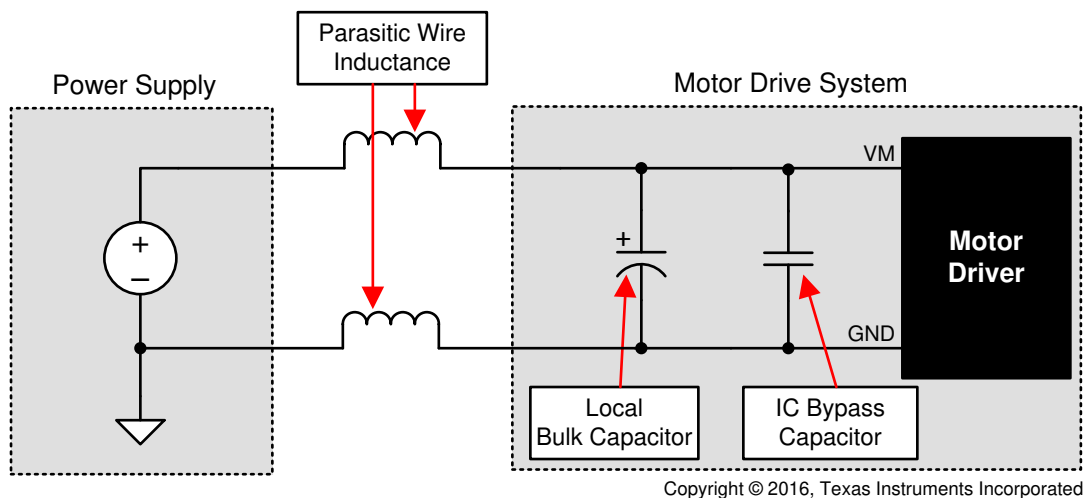 Parasitic Wire
Inductance
Power Supply
Motor Drive System
VM
+
–
+
Motor
Driver
GND
Local
Bulk Capacitor
IC Bypass
Capacitor
Copyright © 2016, Texas Instruments Incorporated